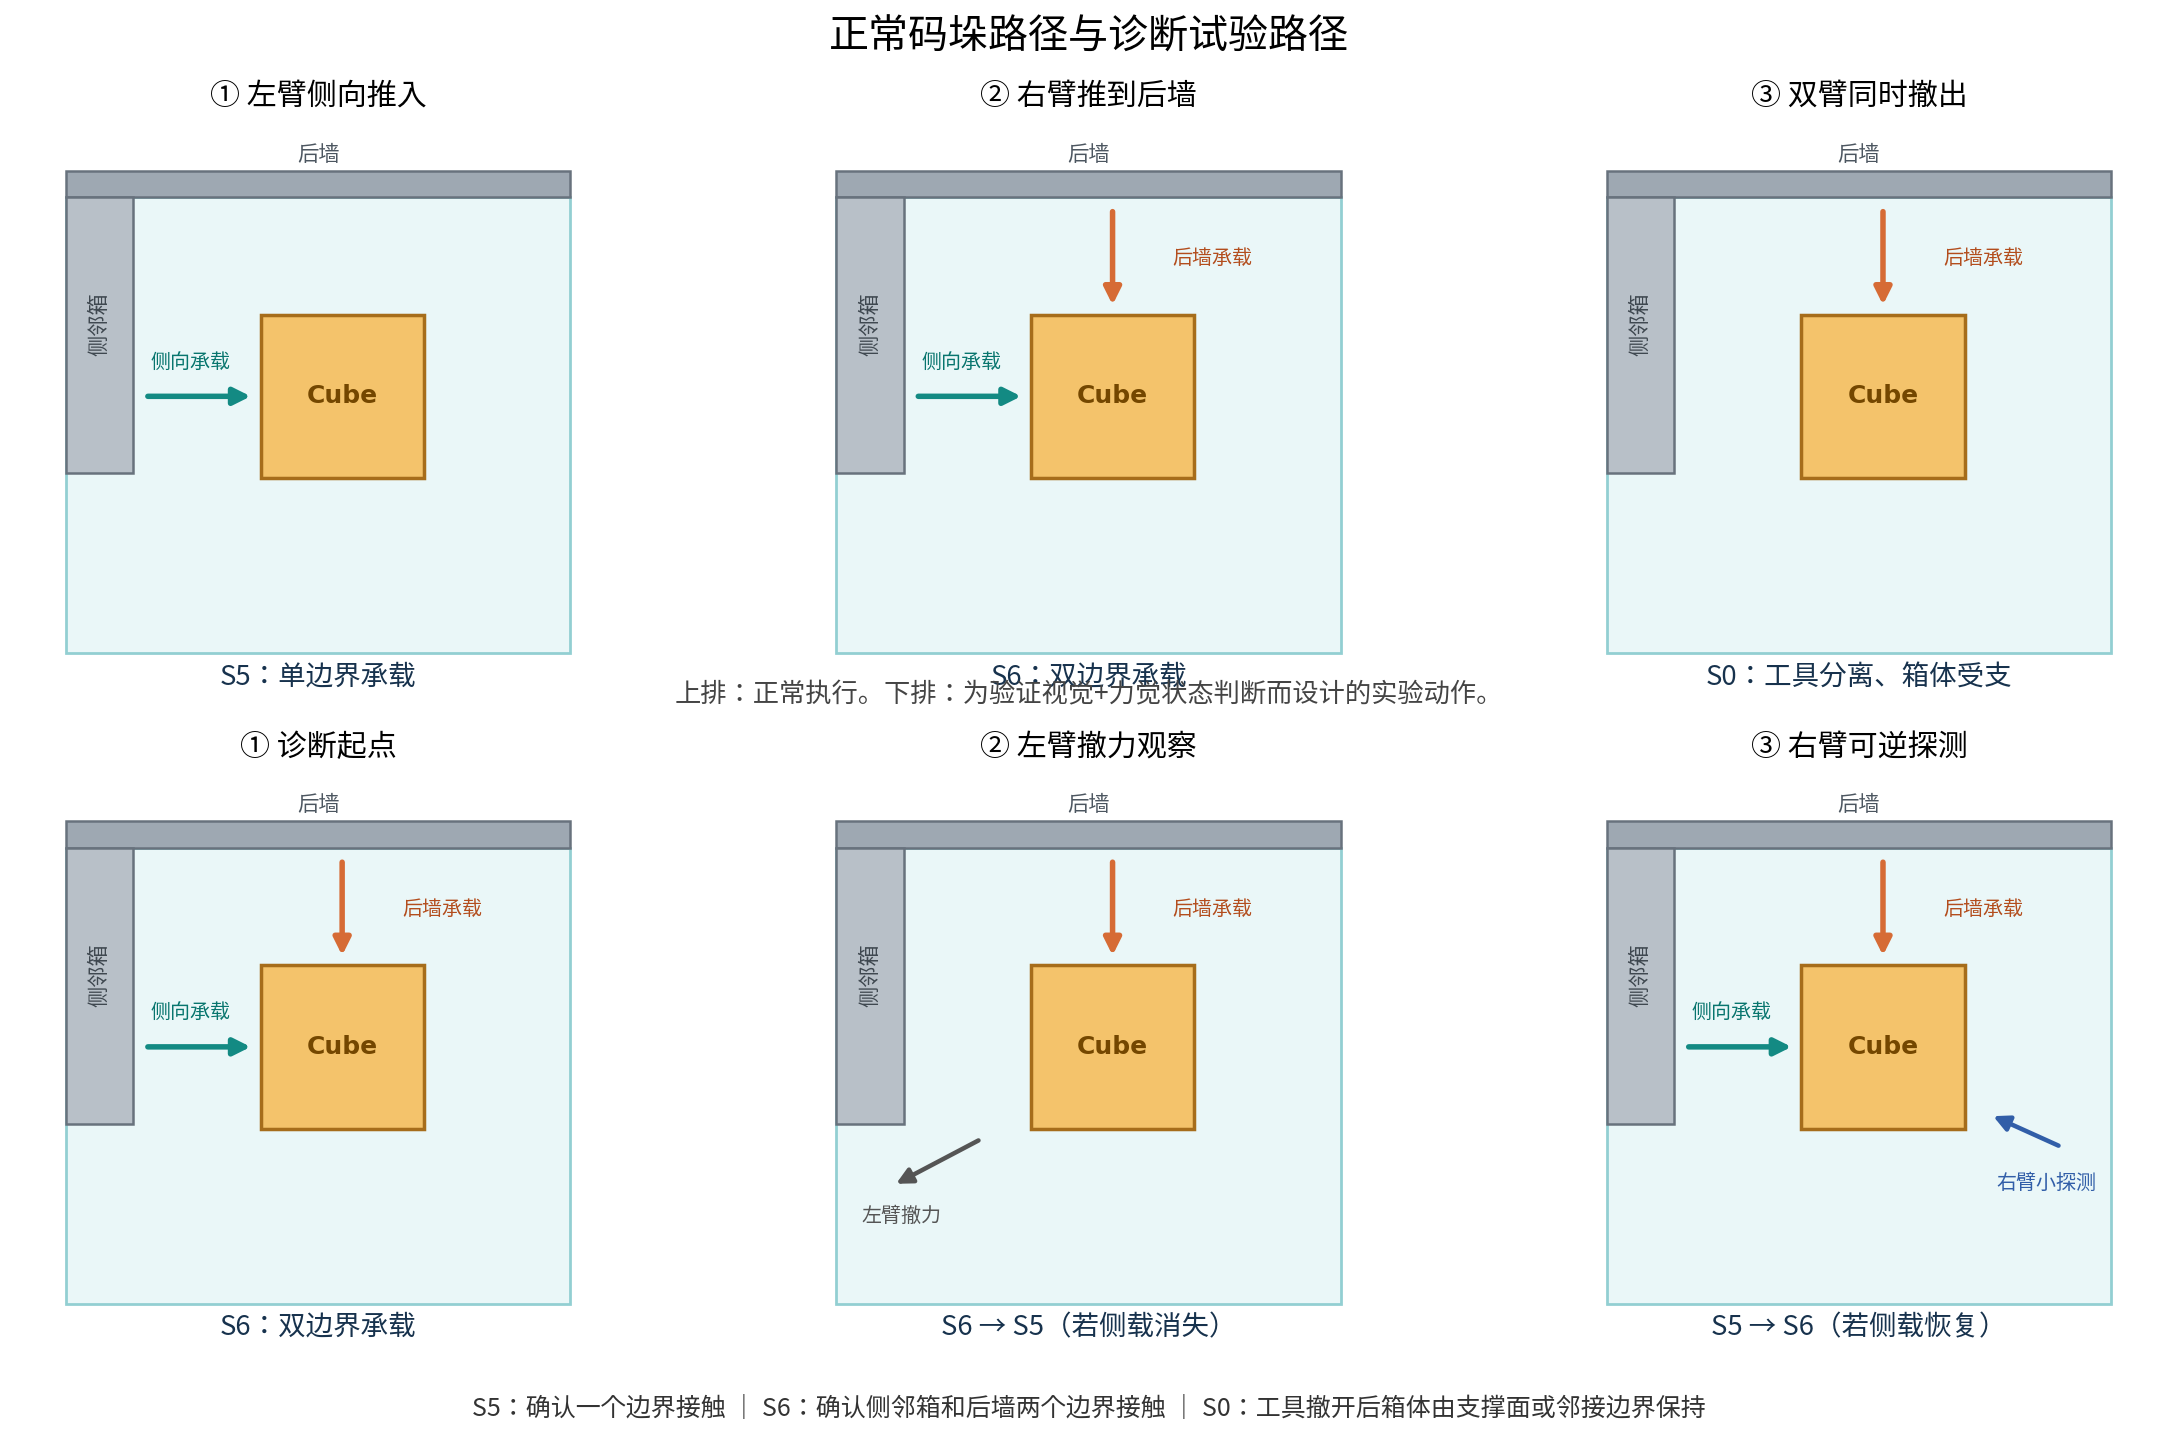 正常码垛路径与诊断试验路径
① 左臂侧向推入
后墙
侧邻箱
侧向承载
Cube
S5：单边界承载
② 右臂推到后墙
后墙
后墙承载
侧邻箱
侧向承载
Cube
S6：双边界承载
③ 双臂同时撤出
后墙
后墙承载
侧邻箱
Cube
S0：工具分离、箱体受支
上排：正常执行。下排：为验证视觉+力觉状态判断而设计的实验动作。
① 诊断起点
后墙
后墙承载
侧邻箱
侧向承载
Cube
S6：双边界承载
② 左臂撤力观察
后墙
后墙承载
侧邻箱
Cube
左臂撤力
S6 → S5（若侧载消失）
③ 右臂可逆探测
后墙
后墙承载
侧邻箱
侧向承载
Cube
右臂小探测
S5 → S6（若侧载恢复）
S5：确认一个边界接触 ｜ S6：确认侧邻箱和后墙两个边界接触 ｜ S0：工具撤开后箱体由支撑面或邻接边界保持